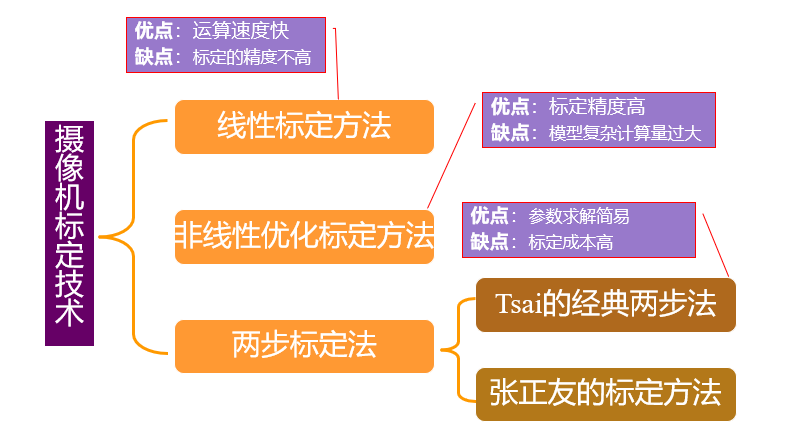 优点：运算速度快
缺点：标定的精度不高
摄像机标定技术
线性标定方法
优点：标定精度高
缺点：模型复杂计算量过大
非线性优化标定方法
优点：参数求解简易
缺点：标定成本高
两步标定法
Tsai的经典两步法
张正友的标定方法